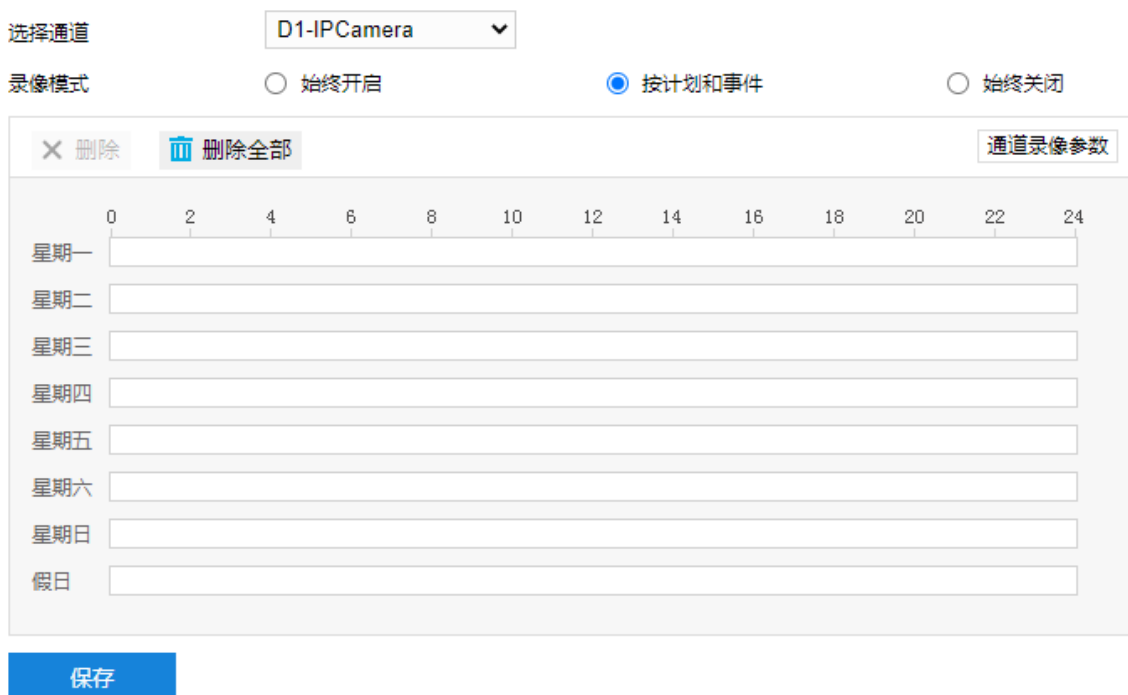 选择通道 D1-IPCamera
录像模式 始终开启 按计划和事件 始终关闭
删除 删除全部 通道录像参数
0 2 4 6 8 10 12 14 16 18 20 22 24
星期一
星期二
星期三
星期四
星期五
星期六
星期日
假日
保存